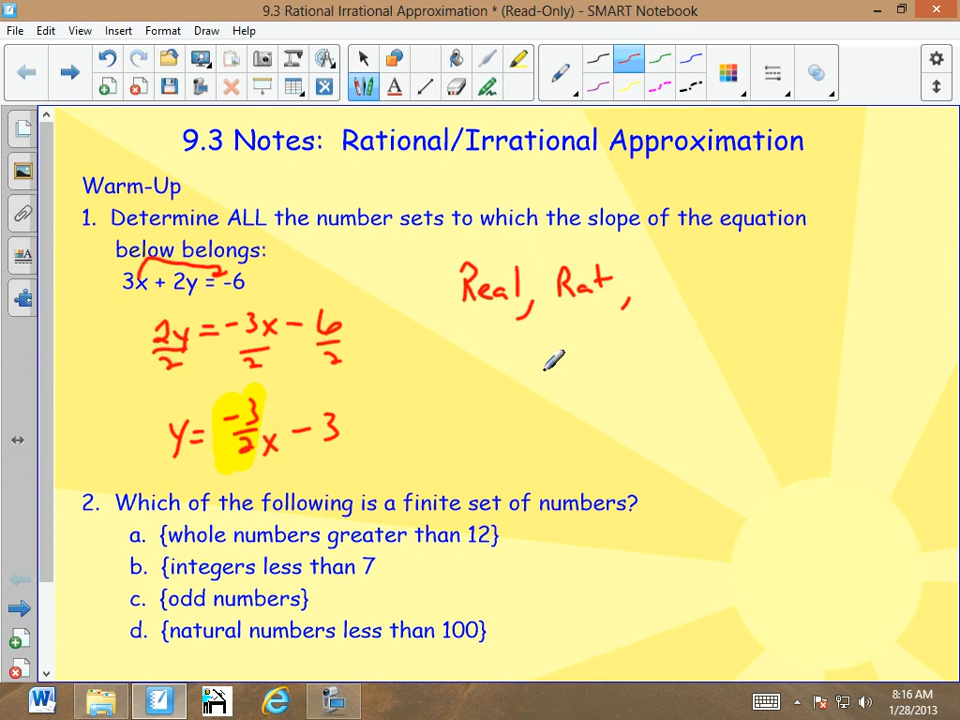 9.3 Rational Irrational Approximation * (Read-Only) - SMART Notebook
File Edit View Insert Format Draw Help
9.3 Notes: Rational/Irrational Approximation
Warm-Up
1. Determine ALL the number sets to which the slope of the equation
below belongs:
3x + 2y = -6
Real, Rat,
2y = -3x - 6
2 2 2
y = -3/2 x - 3
2. Which of the following is a finite set of numbers?
a. {whole numbers greater than 12}
b. {integers less than 7
c. {odd numbers}
d. {natural numbers less than 100}
8:16 AM
1/28/2013